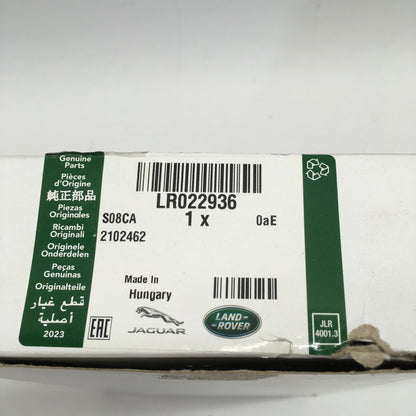 Genuine
Parts
Pièces
d'Origine
純正部品
Piezas
Originales
Ricambi
Originali
Originele
Onderdelen
Peças
Genuinas
Originalteile
قطع غيار
أصلية
2023
LR022936
S08CA
1 x
0aE
2102462
Made In
Hungary
EAC
JAGUAR
LAND
ROVER
JLR
4001.3